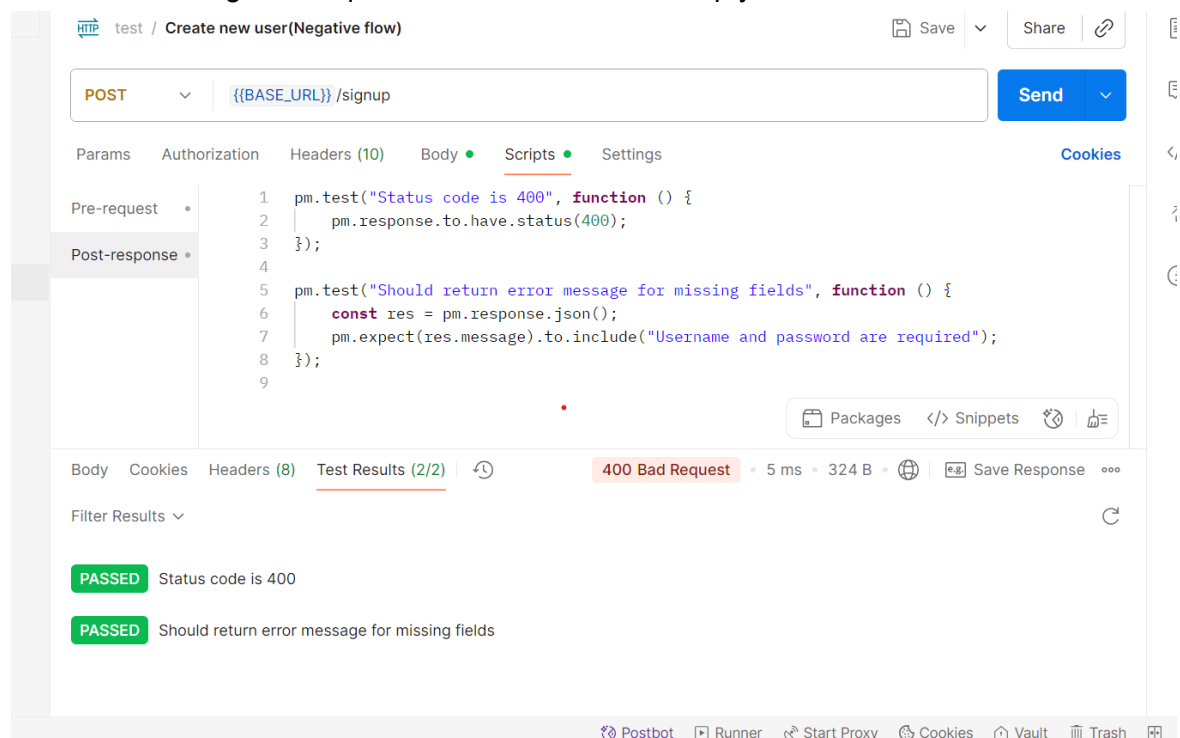 HTTP test / Create new user(Negative flow) Save Share
POST {{BASE_URL}} /signup Send
Params Authorization Headers (10) Body Scripts Settings Cookies
Pre-request
Post-response
1 pm.test("Status code is 400", function () {
2 pm.response.to.have.status(400);
3 });
4
5 pm.test("Should return error message for missing fields", function () {
6 const res = pm.response.json();
7 pm.expect(res.message).to.include("Username and password are required");
8 });
9
Packages </> Snippets
Body Cookies Headers (8) Test Results (2/2) 400 Bad Request • 5 ms • 324 B • e.g. Save Response
Filter Results
PASSED Status code is 400
PASSED Should return error message for missing fields
Postbot Runner Start Proxy Cookies Vault Trash